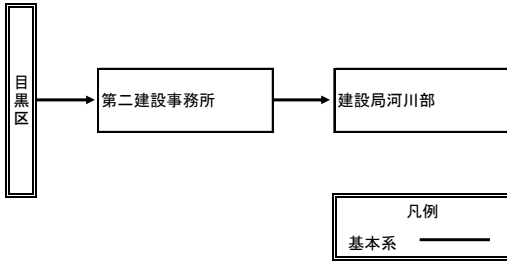 目黒区
第二建設事務所
建設局河川部
凡例
基本系